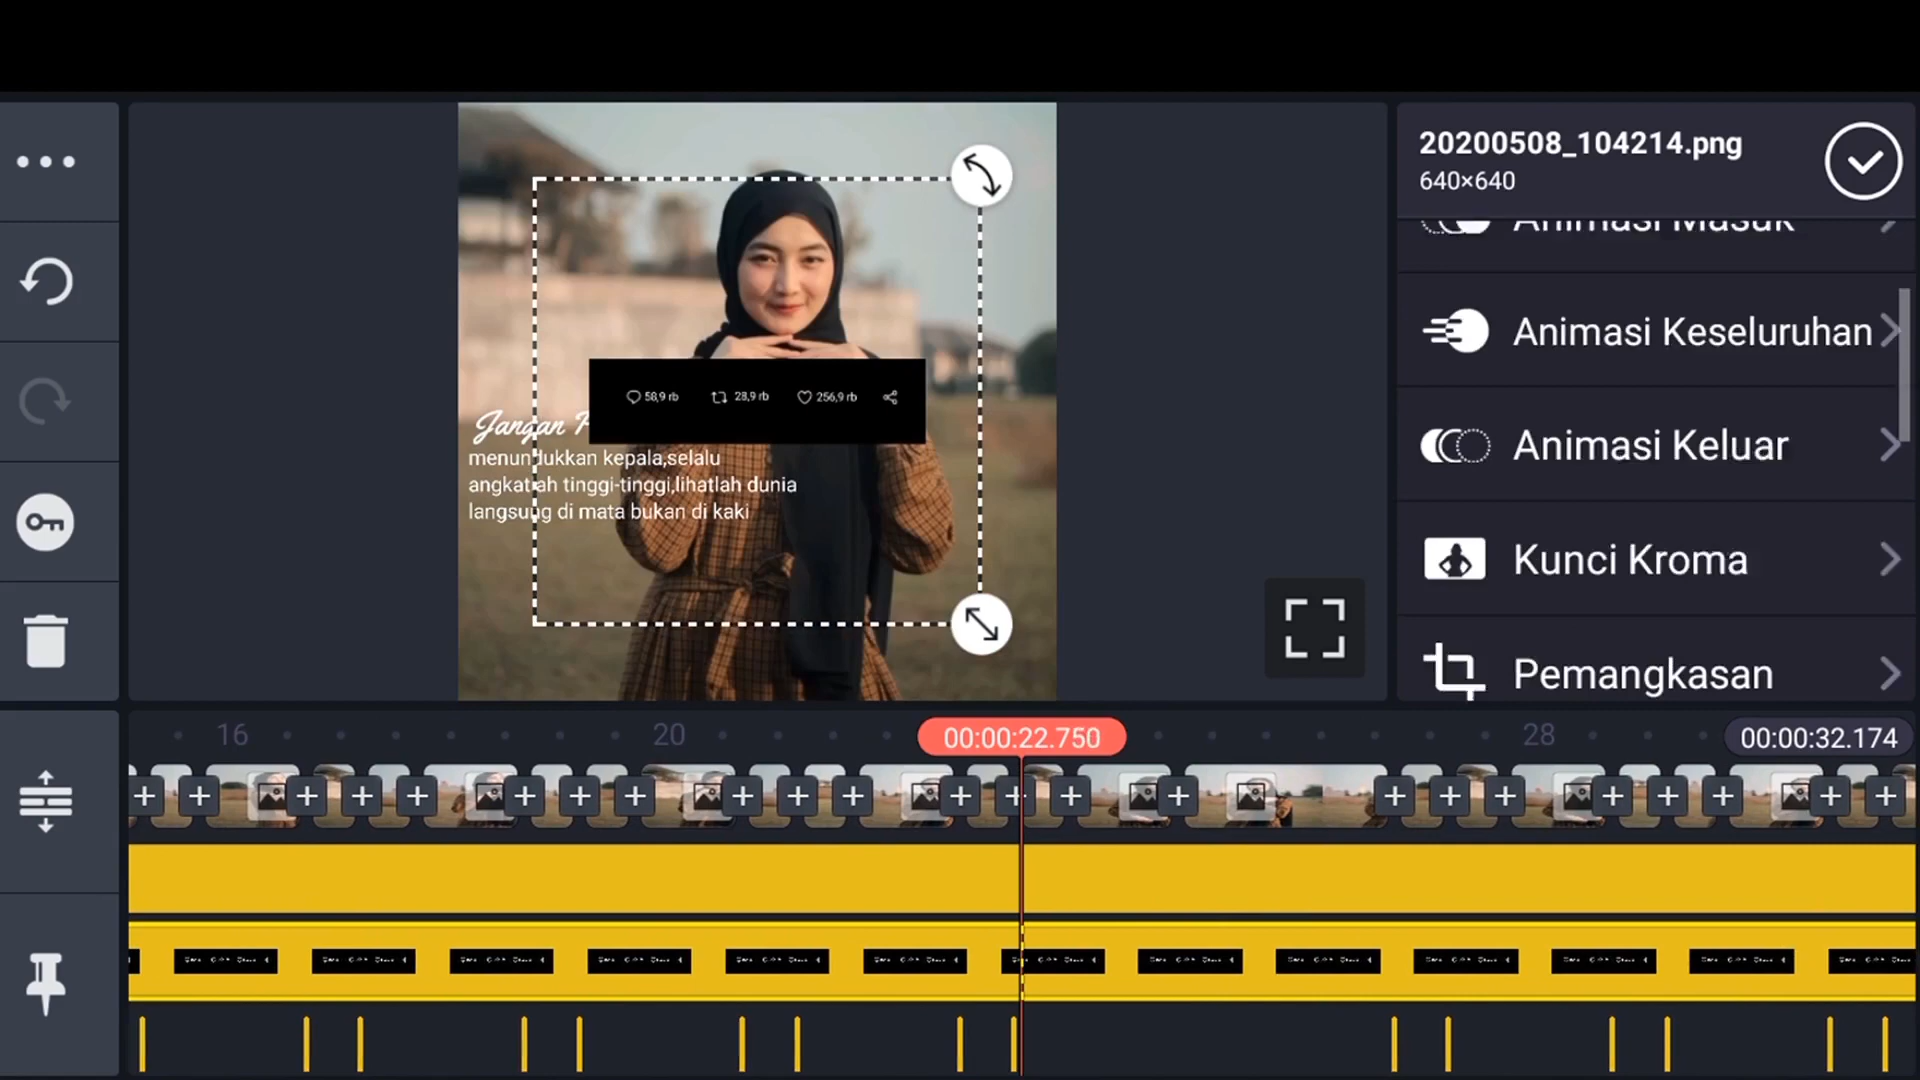 20200508_104214.png
640×640
Animasi Masuk
Animasi Keseluruhan
Animasi Keluar
Kunci Kroma
Pemangkasan
58,9 rb 28,9 rb 256,9 rb
Jangan
menundukkan kepala,selalu
angkatlah tinggi-tinggi,lihatlah dunia
langsung di mata bukan di kaki
16 20 00:00:22.750 28 00:00:32.174